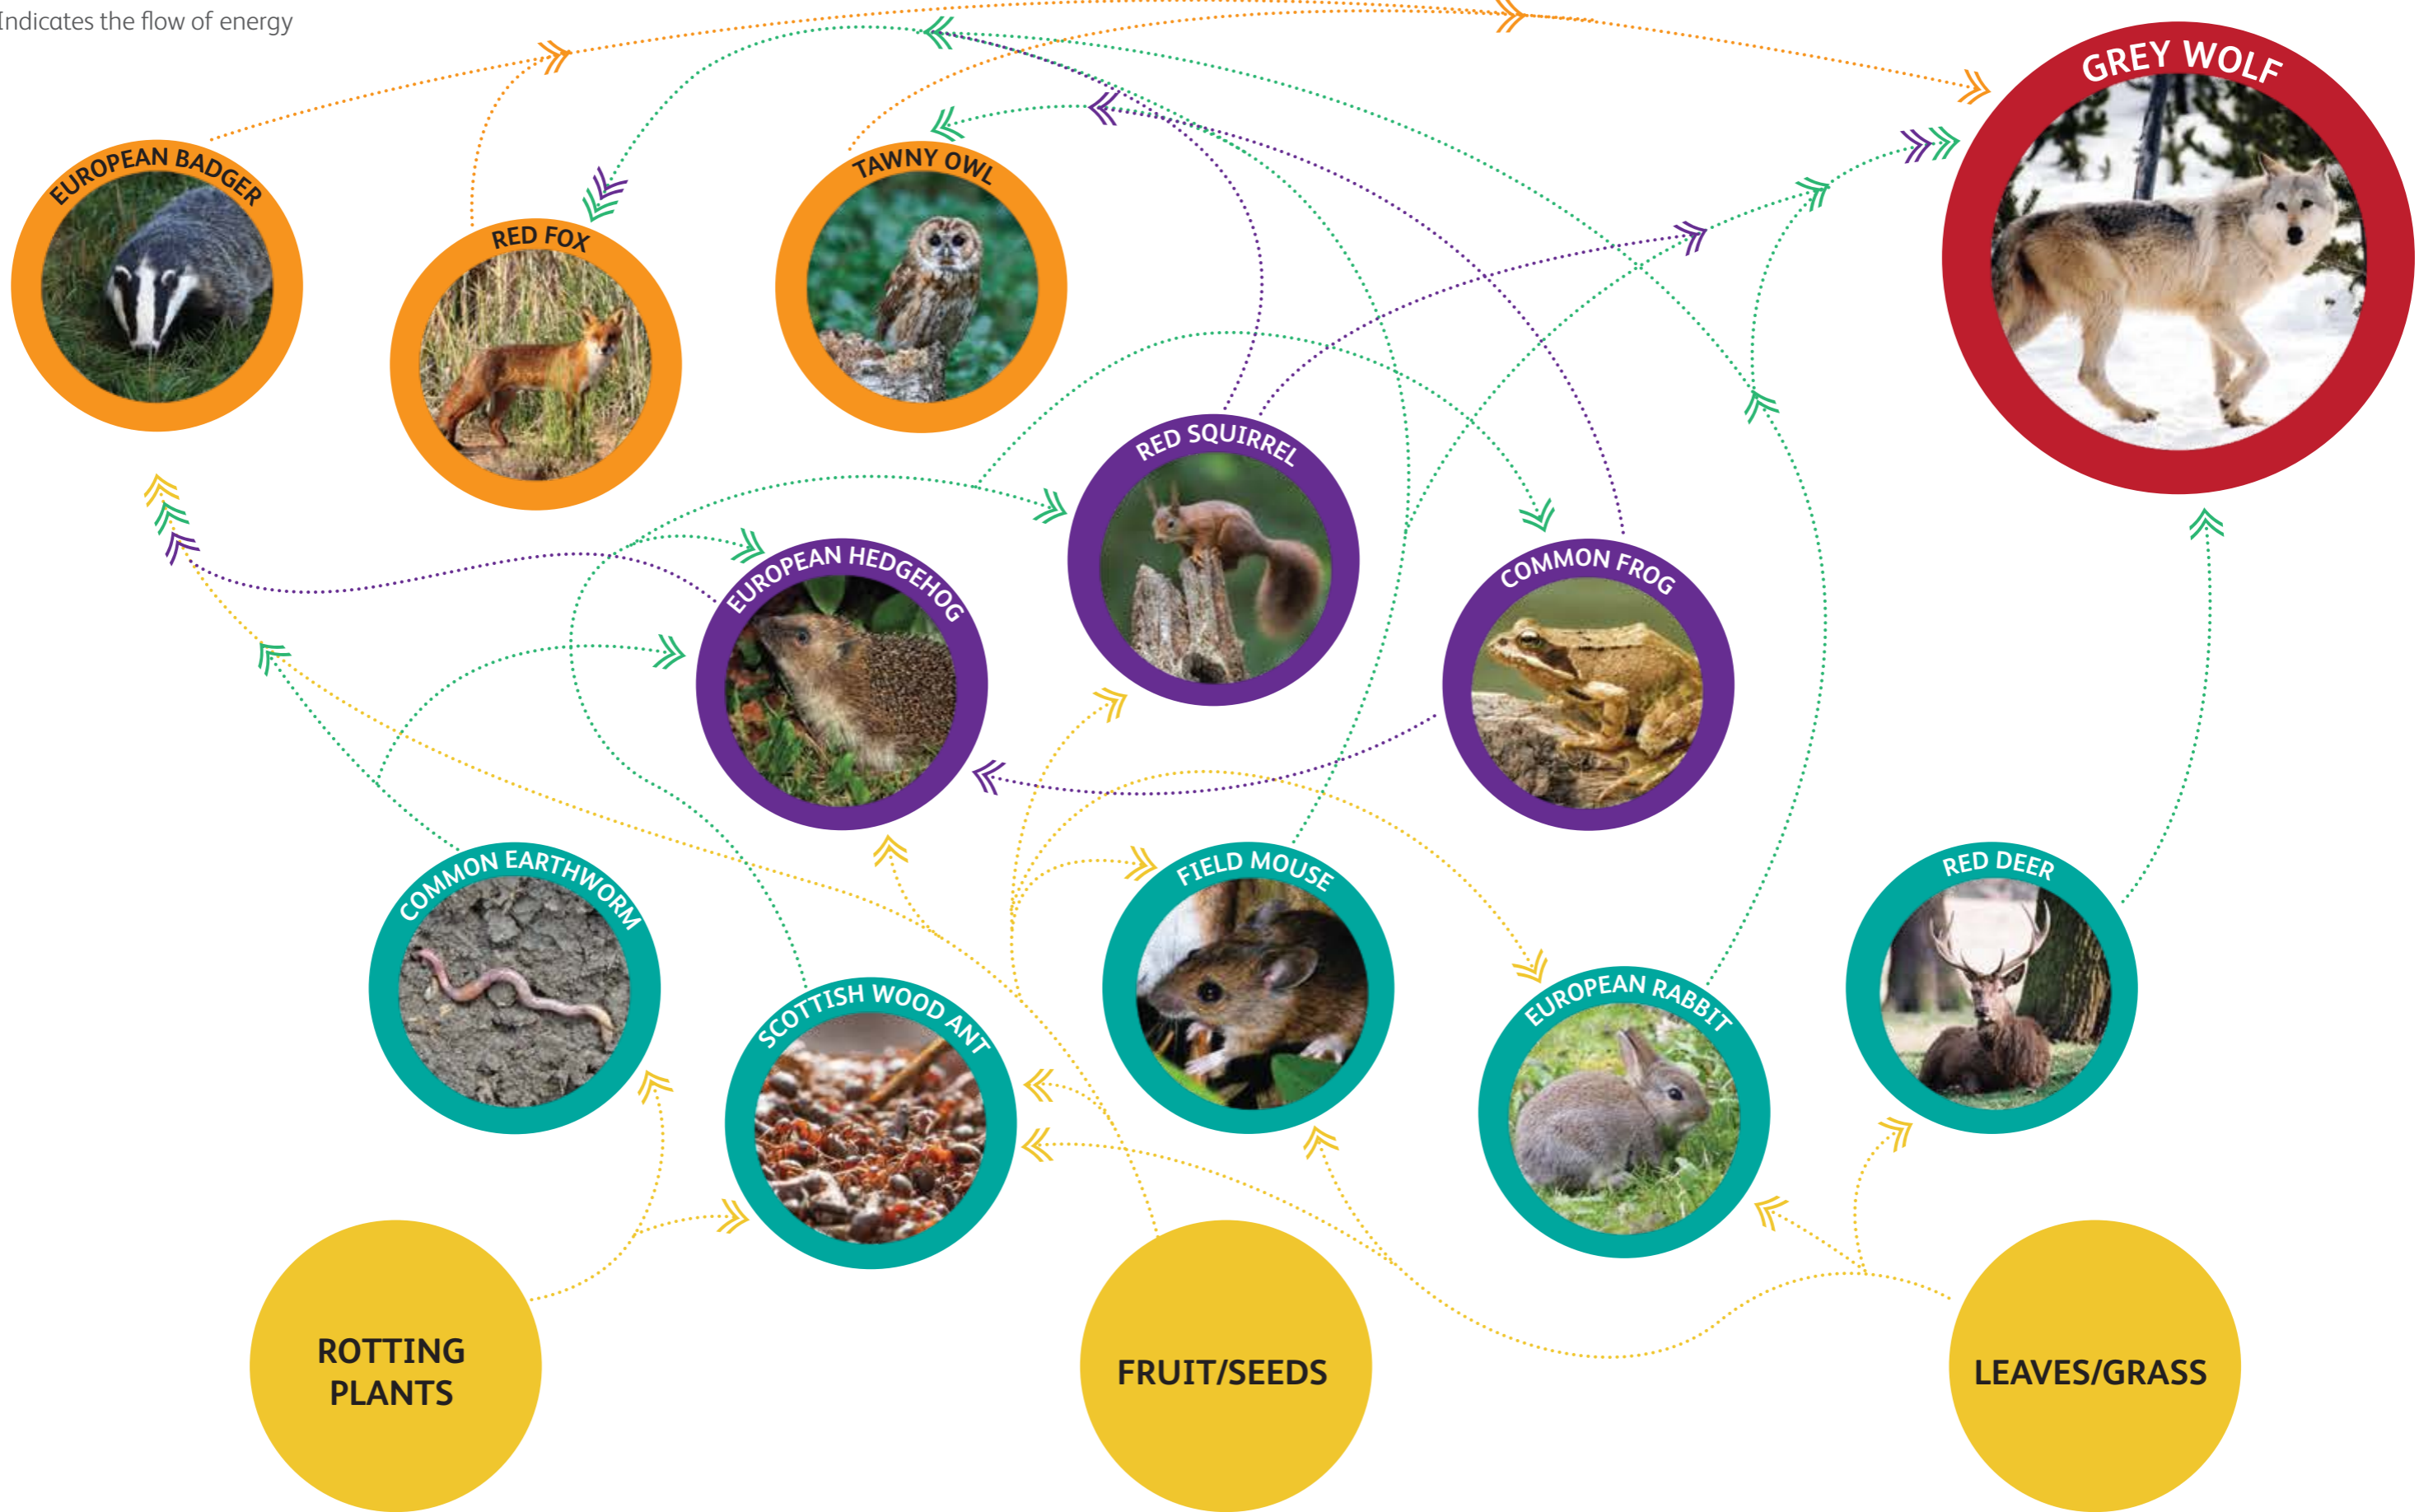 Indicates the flow of energy
GREY WOLF
EUROPEAN BADGER
TAWNY OWL
RED FOX
RED SQUIRREL
EUROPEAN HEDGEHOG
COMMON FROG
COMMON EARTHWORM
FIELD MOUSE
RED DEER
SCOTTISH WOOD ANT
EUROPEAN RABBIT
ROTTING
PLANTS
FRUIT/SEEDS
LEAVES/GRASS